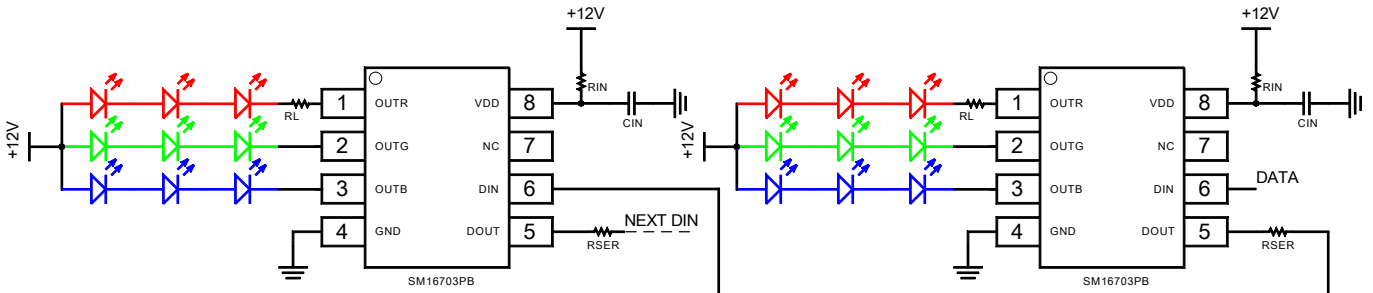 +12V
+12V
RL
1
OUTR
VDD
8
RIN
CIN
2
OUTG
NC
7
3
OUTB
DIN
6
4
GND
DOUT
5
RSER
NEXT DIN
SM16703PB
+12V
+12V
RL
1
OUTR
VDD
8
RIN
CIN
2
OUTG
NC
7
3
OUTB
DIN
6
DATA
4
GND
DOUT
5
RSER
SM16703PB